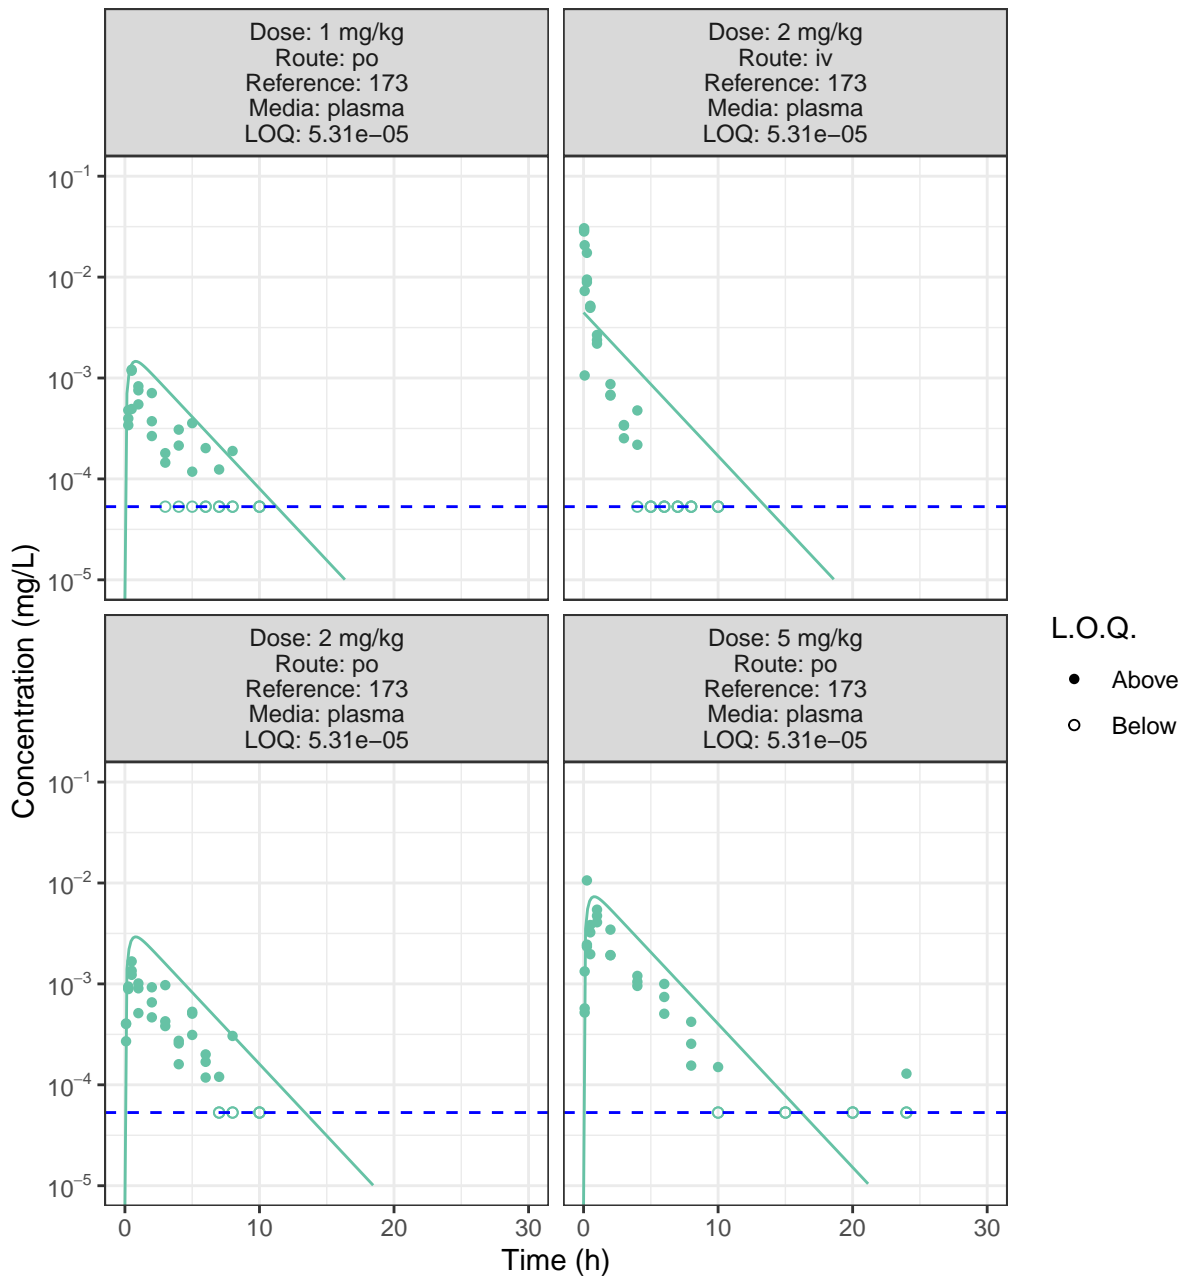 Dose: 1 mg/kg
Route: po
Reference: 173
Media: plasma
LOQ: 5.31e−05
Dose: 2 mg/kg
Route: iv
Reference: 173
Media: plasma
LOQ: 5.31e−05
10⁻¹
10⁻²
10⁻³
10⁻⁴
10⁻⁵
Dose: 2 mg/kg
Route: po
Reference: 173
Media: plasma
LOQ: 5.31e−05
Dose: 5 mg/kg
Route: po
Reference: 173
Media: plasma
LOQ: 5.31e−05
10⁻¹
10⁻²
10⁻³
10⁻⁴
10⁻⁵
0 10 20 30
0 10 20 30
Time (h)
Concentration (mg/L)
L.O.Q.
Above
Below